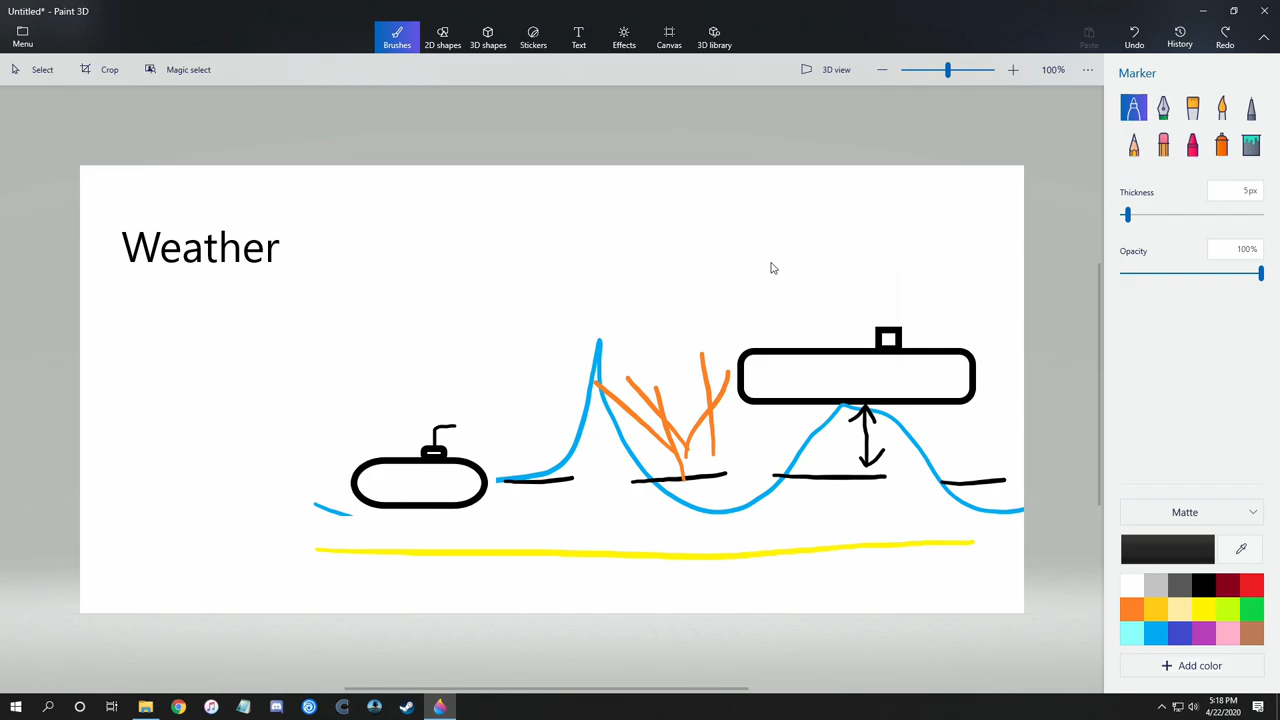 Untitled* - Paint 3D
Menu
Brushes
2D shapes
3D shapes
Stickers
Text
Effects
Canvas
3D library
Paste
Undo
History
Redo
Select
Crop
Magic select
3D view
100%
Marker
Thickness
5px
Opacity
100%
Weather
Matte
Add color
5:18 PM
4/22/2020